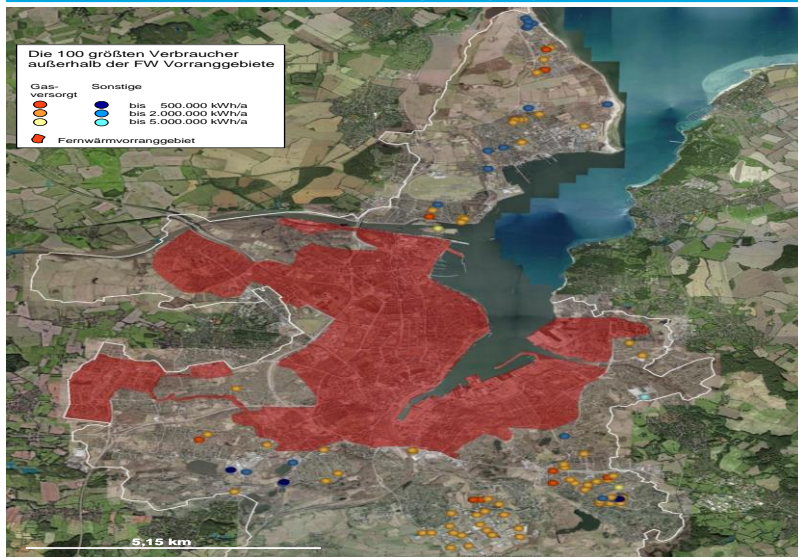 Die 100 größten Verbraucher
außerhalb der FW Vorranggebiete
Gas- Sonstige
versorgt
bis 500.000 kWh/a
bis 2.000.000 kWh/a
bis 5.000.000 kWh/a
Fernwärmvorranggebiet
5,15 km